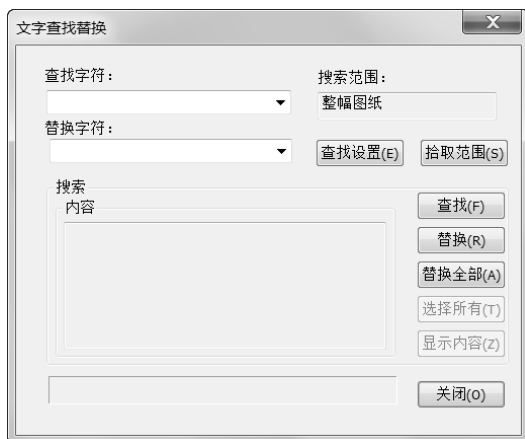 文字查找替换
查找字符：
搜索范围：
整幅图纸
替换字符：
查找设置(E)
拾取范围(S)
搜索
内容
查找(F)
替换(R)
替换全部(A)
选择所有(T)
显示内容(Z)
关闭(O)